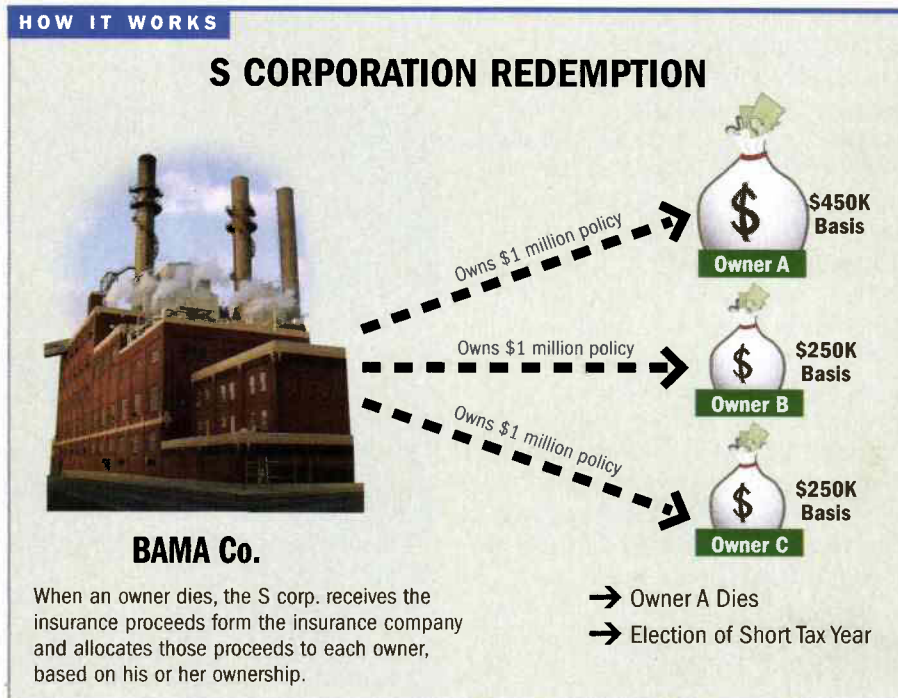 HOW IT WORKS
S CORPORATION REDEMPTION
Owns $1 million policy
$450K
Basis
$
Owner A
Owns $1 million policy
$250K
Basis
$
Owner B
Owns $1 million policy
$250K
Basis
$
Owner C
BAMA Co.
When an owner dies, the S corp. receives the
insurance proceeds form the insurance company
and allocates those proceeds to each owner,
based on his or her ownership.
→ Owner A Dies
→ Election of Short Tax Year